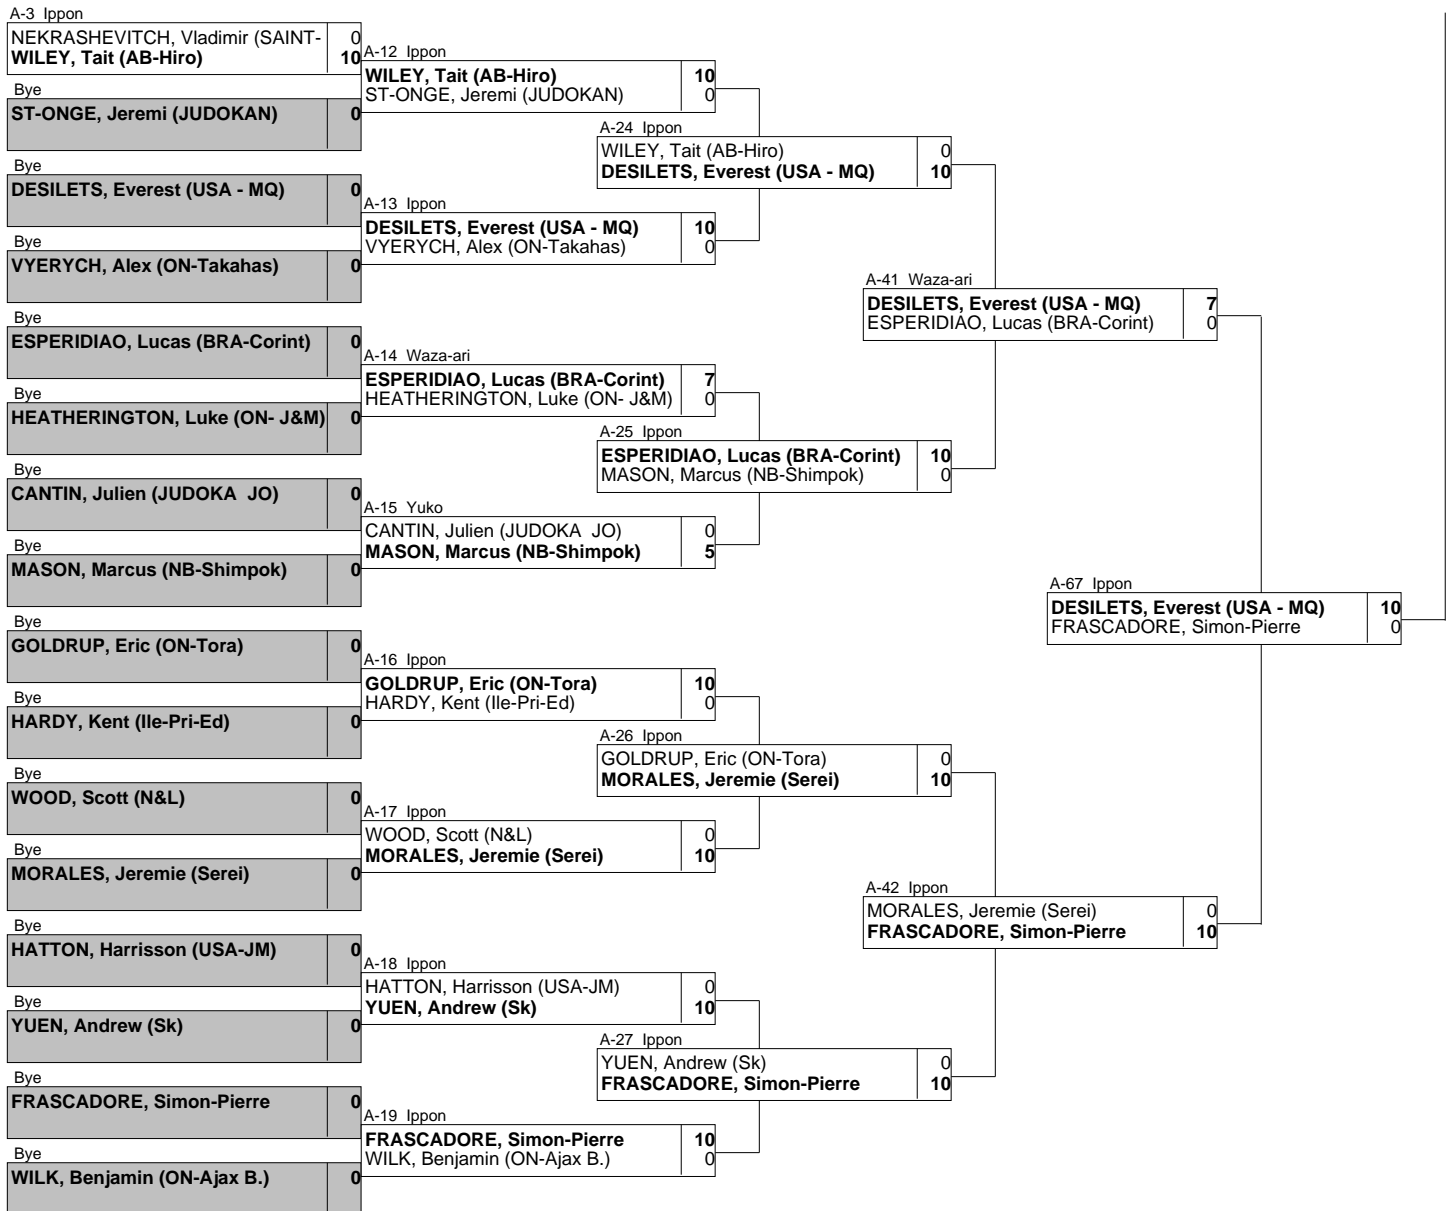 A-3 Ippon
NEKRASHEVITCH, Vladimir (SAINT- 0
WILEY, Tait (AB-Hiro) 10
Bye
ST-ONGE, Jeremi (JUDOKAN) 0
Bye
DESILETS, Everest (USA - MQ) 0
Bye
VYERYCH, Alex (ON-Takahas) 0
Bye
ESPERIDIAO, Lucas (BRA-Corint) 0
Bye
HEATHERINGTON, Luke (ON- J&M) 0
Bye
CANTIN, Julien (JUDOKA JO) 0
Bye
MASON, Marcus (NB-Shimpok) 0
Bye
GOLDRUP, Eric (ON-Tora) 0
Bye
HARDY, Kent (Ile-Pri-Ed) 0
Bye
WOOD, Scott (N&L) 0
Bye
MORALES, Jeremie (Serei) 0
Bye
HATTON, Harrisson (USA-JM) 0
Bye
YUEN, Andrew (Sk) 0
Bye
FRASCADORE, Simon-Pierre 0
Bye
WILK, Benjamin (ON-Ajax B.) 0
A-12 Ippon
WILEY, Tait (AB-Hiro) 10
ST-ONGE, Jeremi (JUDOKAN) 0
A-13 Ippon
DESILETS, Everest (USA - MQ) 10
VYERYCH, Alex (ON-Takahas) 0
A-14 Waza-ari
ESPERIDIAO, Lucas (BRA-Corint) 7
HEATHERINGTON, Luke (ON- J&M) 0
A-15 Yuko
CANTIN, Julien (JUDOKA JO) 0
MASON, Marcus (NB-Shimpok) 5
A-16 Ippon
GOLDRUP, Eric (ON-Tora) 10
HARDY, Kent (Ile-Pri-Ed) 0
A-17 Ippon
WOOD, Scott (N&L) 0
MORALES, Jeremie (Serei) 10
A-18 Ippon
HATTON, Harrisson (USA-JM) 0
YUEN, Andrew (Sk) 10
A-19 Ippon
FRASCADORE, Simon-Pierre 10
WILK, Benjamin (ON-Ajax B.) 0
A-24 Ippon
WILEY, Tait (AB-Hiro) 0
DESILETS, Everest (USA - MQ) 10
A-25 Ippon
ESPERIDIAO, Lucas (BRA-Corint) 10
MASON, Marcus (NB-Shimpok) 0
A-26 Ippon
GOLDRUP, Eric (ON-Tora) 0
MORALES, Jeremie (Serei) 10
A-27 Ippon
YUEN, Andrew (Sk) 0
FRASCADORE, Simon-Pierre 10
A-41 Waza-ari
DESILETS, Everest (USA - MQ) 7
ESPERIDIAO, Lucas (BRA-Corint) 0
A-42 Ippon
MORALES, Jeremie (Serei) 0
FRASCADORE, Simon-Pierre 10
A-67 Ippon
DESILETS, Everest (USA - MQ) 10
FRASCADORE, Simon-Pierre 0